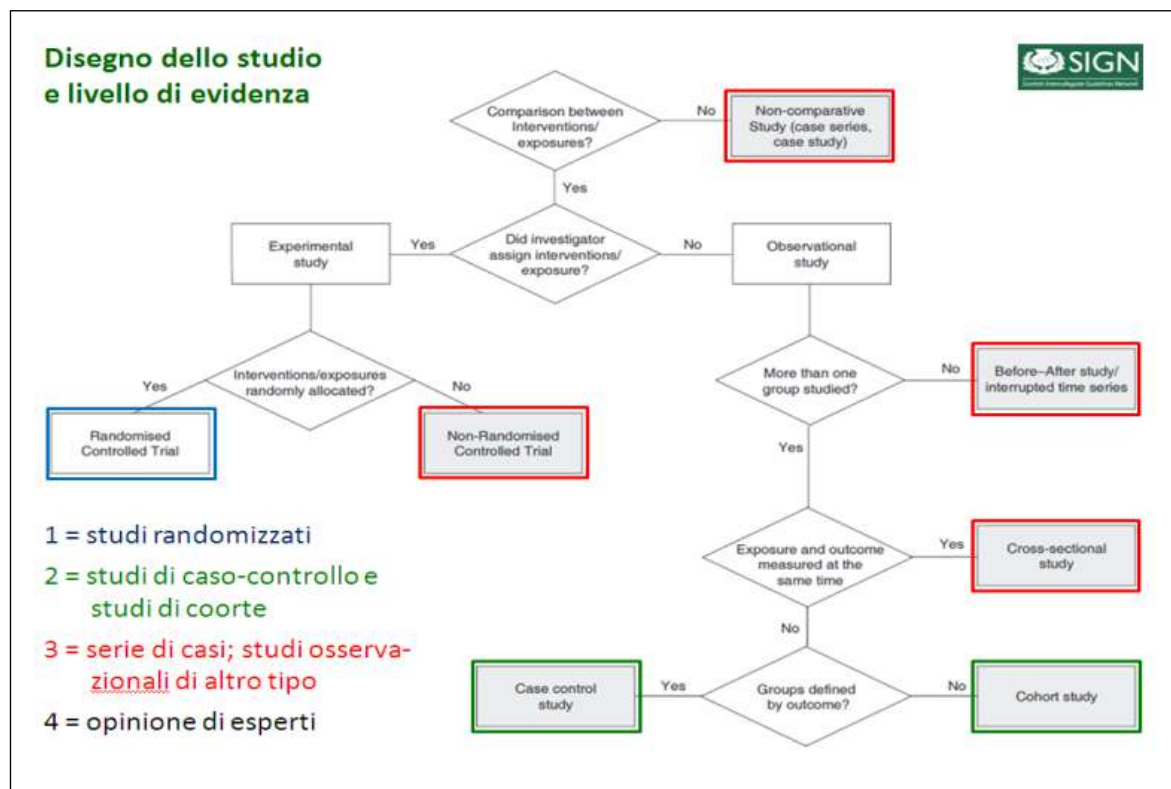 Disegno dello studio
e livello di evidenza
SIGN
Comparison between
Interventions/
exposures?
No
Non-comparative
Study (case series,
case study)
Yes
Experimental
study
Yes
Did investigator
assign interventions/
exposure?
No
Observational
study
Yes
Interventions/exposures
randomly allocated?
No
More than one
group studied?
No
Before–After study/
interrupted time series
Randomised
Controlled Trial
Non-Randomised
Controlled Trial
Yes
1 = studi randomizzati
2 = studi di caso-controllo e
studi di coorte
3 = serie di casi; studi osserva-
zionali di altro tipo
4 = opinione di esperti
Exposure and outcome
measured at the
same time
Yes
Cross-sectional
study
No
Case control
study
Yes
Groups defined
by outcome?
No
Cohort study